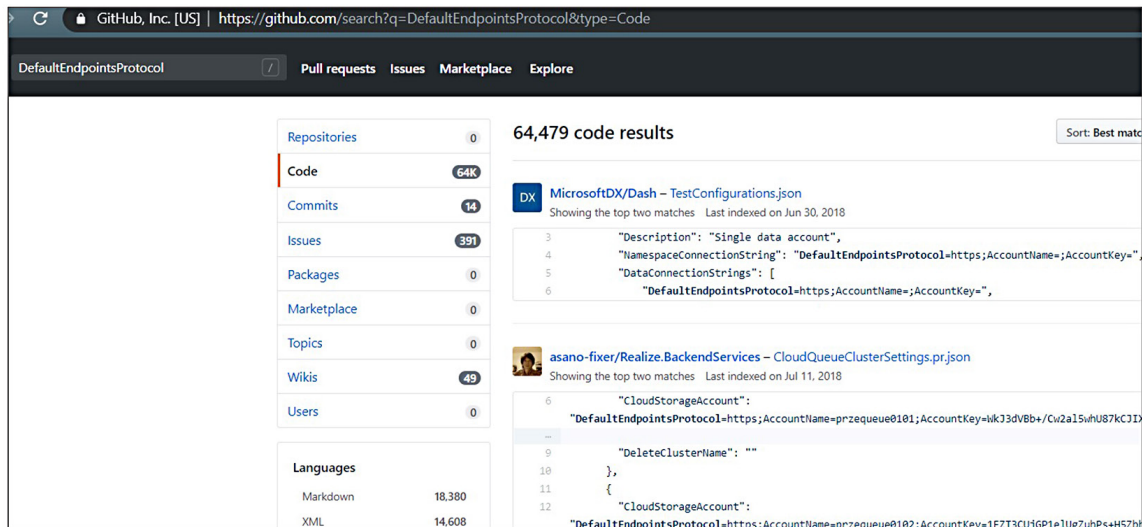 GitHub, Inc. [US] | https://github.com/search?q=DefaultEndpointsProtocol&type=Code
DefaultEndpointsProtocol / Pull requests Issues Marketplace Explore
Repositories 0
Code 64K
Commits 14
Issues 391
Packages 0
Marketplace 0
Topics 0
Wikis 49
Users 0
Languages
Markdown 18,380
XML 14,608
64,479 code results
Sort: Best matc
DX MicrosoftDX/Dash – TestConfigurations.json
Showing the top two matches Last indexed on Jun 30, 2018
3 "Description": "Single data account",
4 "NamespaceConnectionString": "DefaultEndpointsProtocol=https;AccountName=;AccountKey=",
5 "DataConnectionStrings": [
6 "DefaultEndpointsProtocol=https;AccountName=;AccountKey=",
asano-fixer/Realize.BackendServices – CloudQueueClusterSettings.pr.json
Showing the top two matches Last indexed on Jul 11, 2018
6 "CloudStorageAccount":
"DefaultEndpointsProtocol=https;AccountName=przequeue0101;AccountKey=WkJ3dVBb+/Cw2al5whU87kCJIX
…
9 "DeleteClusterName": ""
10 },
11 {
12 "CloudStorageAccount":
"DefaultEndpointsProtocol=https;AccountName=przequeue0102;AccountKey=